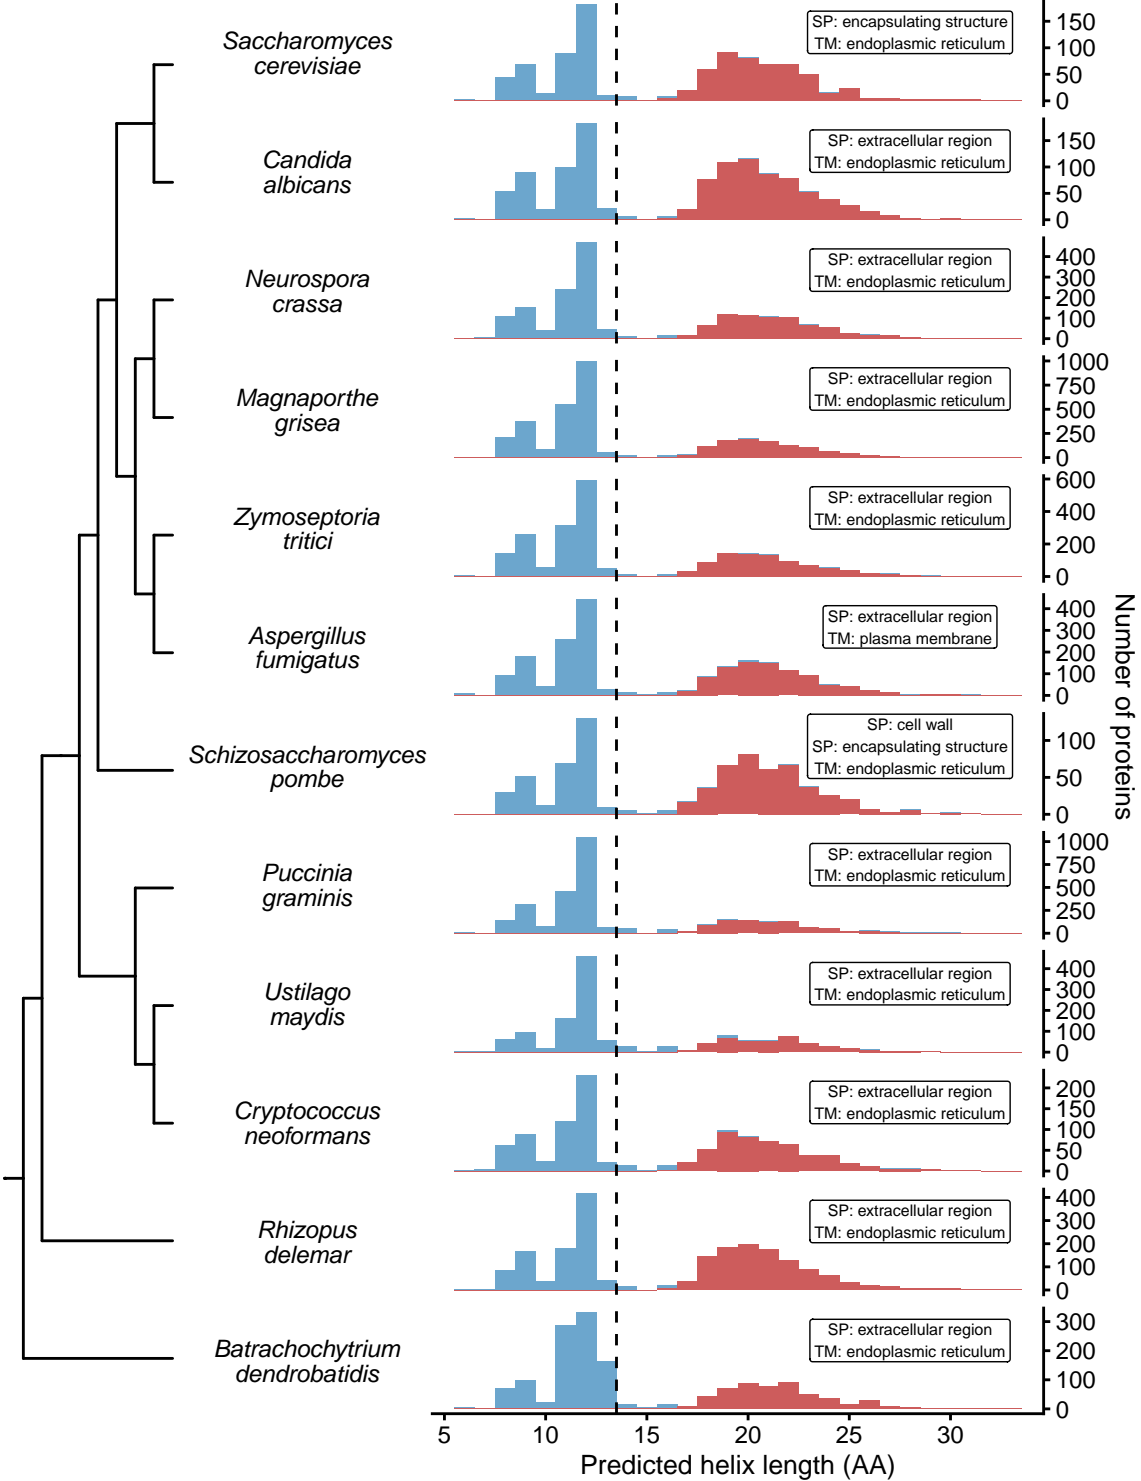 Saccharomyces
cerevisiae
SP: encapsulating structure
TM: endoplasmic reticulum
150
100
50
0
Candida
albicans
SP: extracellular region
TM: endoplasmic reticulum
150
100
50
0
Neurospora
crassa
SP: extracellular region
TM: endoplasmic reticulum
400
300
200
100
0
Magnaporthe
grisea
SP: extracellular region
TM: endoplasmic reticulum
1000
750
500
250
0
Zymoseptoria
tritici
SP: extracellular region
TM: endoplasmic reticulum
600
400
200
0
Aspergillus
fumigatus
SP: extracellular region
TM: plasma membrane
400
300
200
100
0
Schizosaccharomyces
pombe
SP: cell wall
SP: encapsulating structure
TM: endoplasmic reticulum
100
50
0
Puccinia
graminis
SP: extracellular region
TM: endoplasmic reticulum
1000
750
500
250
0
Ustilago
maydis
SP: extracellular region
TM: endoplasmic reticulum
400
300
200
100
0
Cryptococcus
neoformans
SP: extracellular region
TM: endoplasmic reticulum
200
150
100
50
0
Rhizopus
delemar
SP: extracellular region
TM: endoplasmic reticulum
400
300
200
100
0
Batrachochytrium
dendrobatidis
SP: extracellular region
TM: endoplasmic reticulum
300
200
100
0
Number of proteins
5 10 15 20 25 30
Predicted helix length (AA)